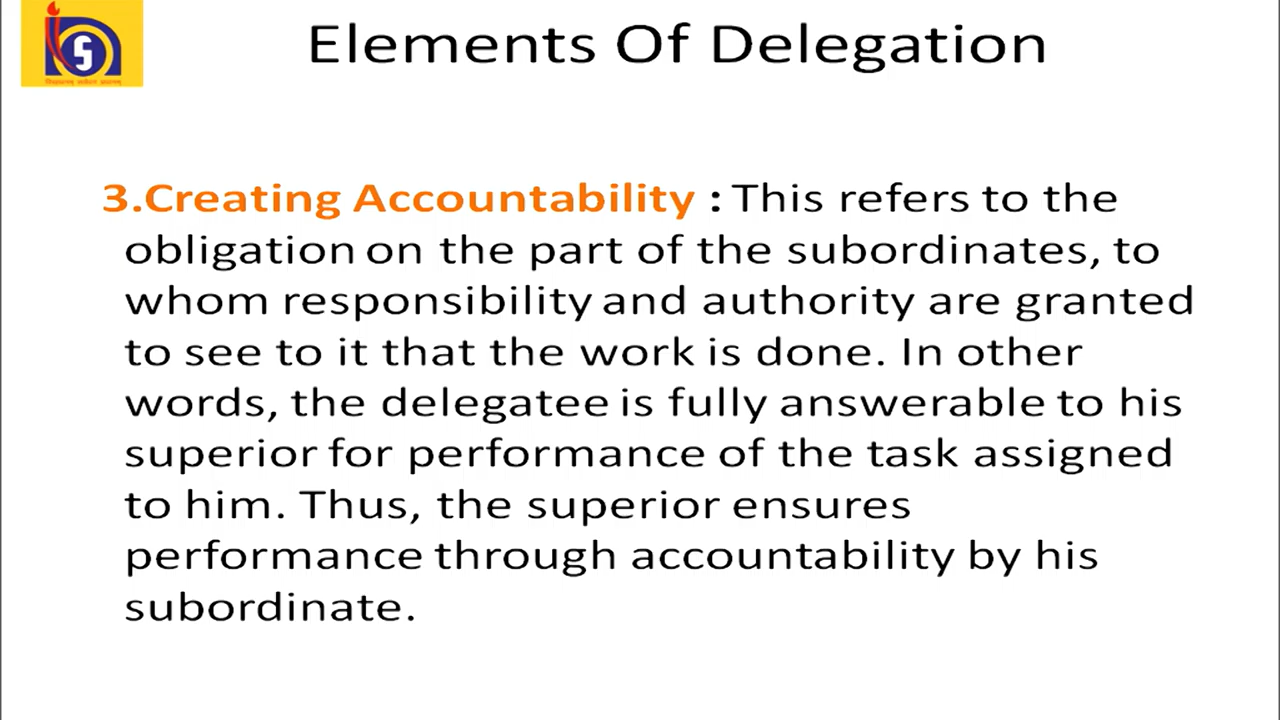 Elements Of Delegation
3.Creating Accountability : This refers to the
obligation on the part of the subordinates, to
whom responsibility and authority are granted
to see to it that the work is done. In other
words, the delegatee is fully answerable to his
superior for performance of the task assigned
to him. Thus, the superior ensures
performance through accountability by his
subordinate.